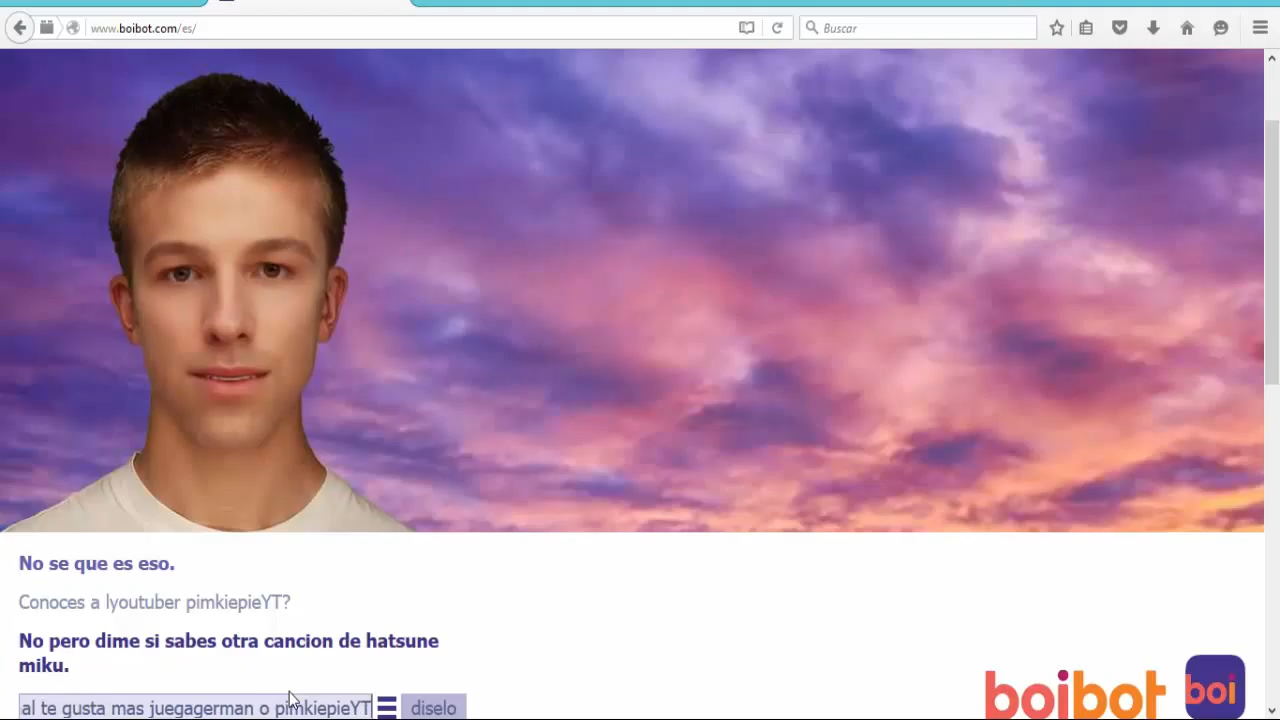 www.boibot.com/es/
Buscar
No se que es eso.
Conoces a lyoutuber pimkiepieYT?
No pero dime si sabes otra cancion de hatsune
miku.
al te gusta mas juegagerman o pimkiepieYT
diselo
boibot
boi